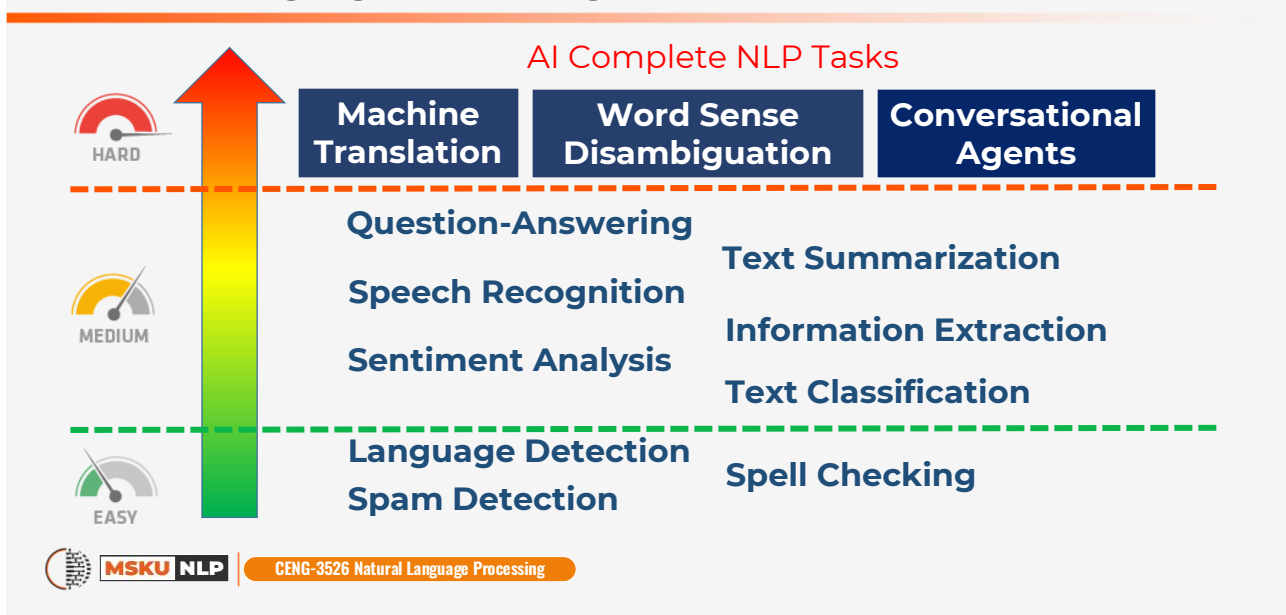 AI Complete NLP Tasks
HARD
Machine
Translation
Word Sense
Disambiguation
Conversational
Agents
MEDIUM
Question-Answering
Speech Recognition
Sentiment Analysis
Text Summarization
Information Extraction
Text Classification
EASY
Language Detection
Spam Detection
Spell Checking
MSKU NLP
CENG-3526 Natural Language Processing